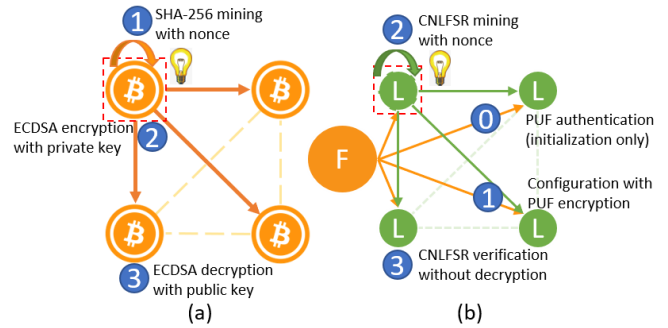 1
SHA-256 mining
with nonce
₿
₿
ECDSA encryption
with private key
2
₿
₿
3
ECDSA decryption
with public key
(a)
2
CNLFSR mining
with nonce
L
L
0
PUF authentication
(initialization only)
F
1
Configuration with
PUF encryption
L
L
3
CNLFSR verification
without decryption
(b)